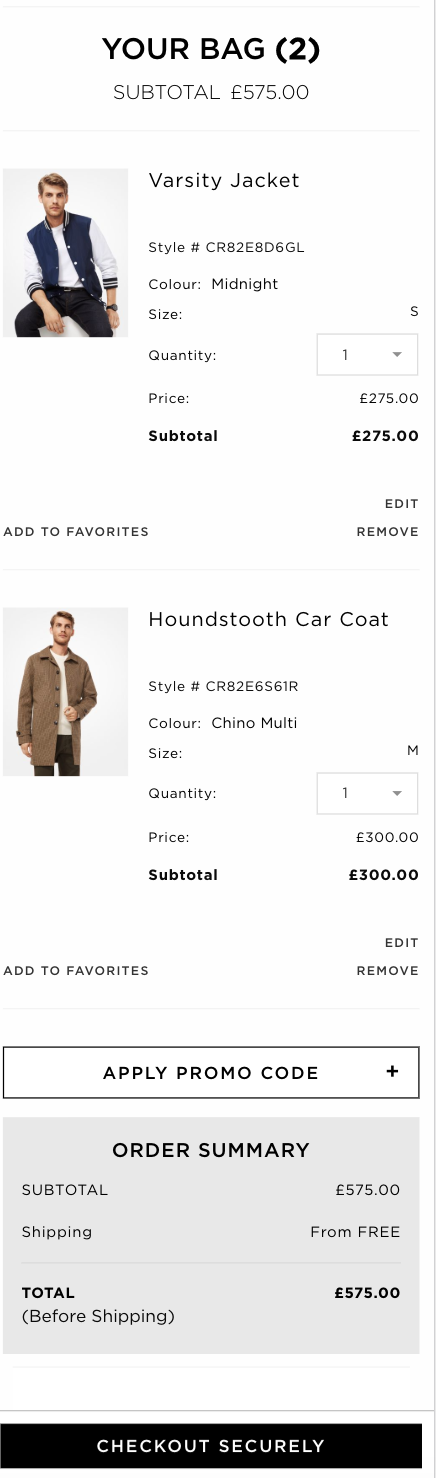 YOUR BAG (2)
SUBTOTAL £575.00
Varsity Jacket
Style # CR82E8D6GL
Colour: Midnight
Size: S
Quantity: 1
Price: £275.00
Subtotal £275.00
EDIT
ADD TO FAVORITES REMOVE
Houndstooth Car Coat
Style # CR82E6S61R
Colour: Chino Multi
Size: M
Quantity: 1
Price: £300.00
Subtotal £300.00
EDIT
ADD TO FAVORITES REMOVE
APPLY PROMO CODE +
ORDER SUMMARY
SUBTOTAL £575.00
Shipping From FREE
TOTAL £575.00
(Before Shipping)
CHECKOUT SECURELY